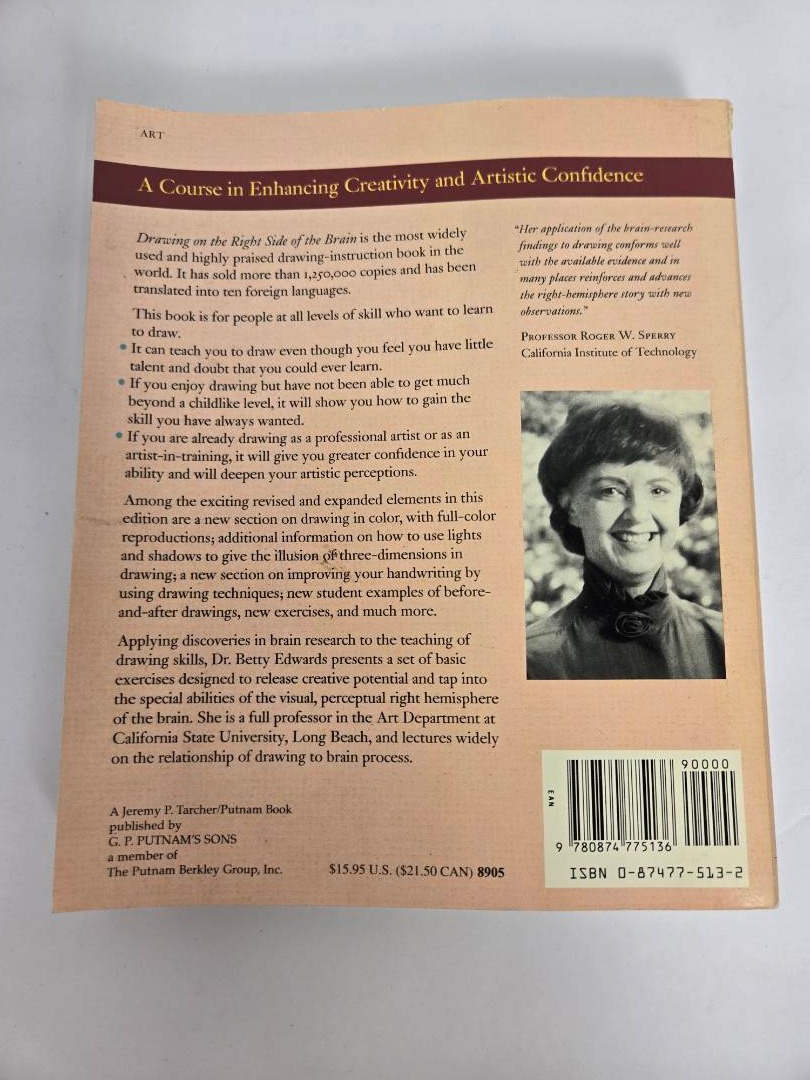 ART
A Course in Enhancing Creativity and Artistic Confidence
Drawing on the Right Side of the Brain is the most widely
used and highly praised drawing-instruction book in the
world. It has sold more than 1,250,000 copies and has been
translated into ten foreign languages.
This book is for people at all levels of skill who want to learn
to draw.
• It can teach you to draw even though you feel you have little
talent and doubt that you could ever learn.
• If you enjoy drawing but have not been able to get much
beyond a childlike level, it will show you how to gain the
skill you have always wanted.
• If you are already drawing as a professional artist or as an
artist-in-training, it will give you greater confidence in your
ability and will deepen your artistic perceptions.
Among the exciting revised and expanded elements in this
edition are a new section on drawing in color, with full-color
reproductions; additional information on how to use lights
and shadows to give the illusion of three-dimensions in
drawing; a new section on improving your handwriting by
using drawing techniques; new student examples of before-
and-after drawings, new exercises, and much more.
Applying discoveries in brain research to the teaching of
drawing skills, Dr. Betty Edwards presents a set of basic
exercises designed to release creative potential and tap into
the special abilities of the visual, perceptual right hemisphere
of the brain. She is a full professor in the Art Department at
California State University, Long Beach, and lectures widely
on the relationship of drawing to brain process.
A Jeremy P. Tarcher/Putnam Book
published by
G. P. PUTNAM'S SONS
a member of
The Putnam Berkley Group, Inc.
$15.95 U.S. ($21.50 CAN) 8905
"Her application of the brain-research
findings to drawing conforms well
with the available evidence and in
many places reinforces and advances
the right-hemisphere story with new
observations."
PROFESSOR ROGER W. SPERRY
California Institute of Technology
90000
EAN
9 780874 775136
ISBN 0-87477-513-2